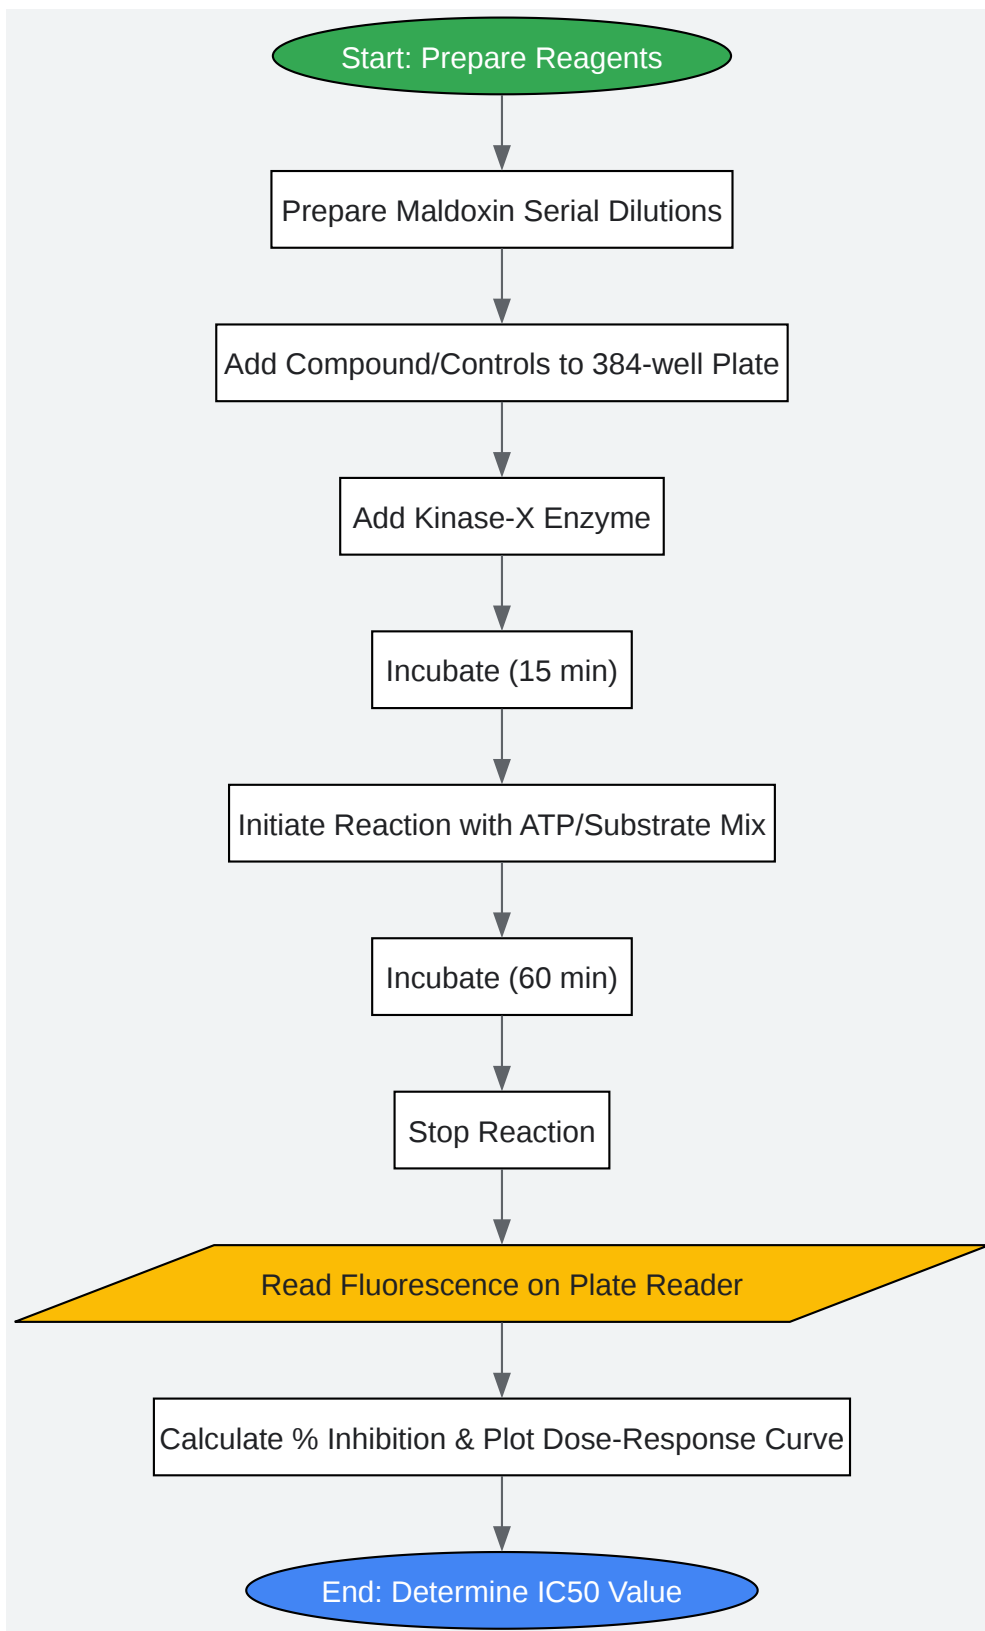 Start: Prepare Reagents
Prepare Maldoxin Serial Dilutions
Add Compound/Controls to 384-well Plate
Add Kinase-X Enzyme
Incubate (15 min)
Initiate Reaction with ATP/Substrate Mix
Incubate (60 min)
Stop Reaction
Read Fluorescence on Plate Reader
Calculate % Inhibition & Plot Dose-Response Curve
End: Determine IC50 Value